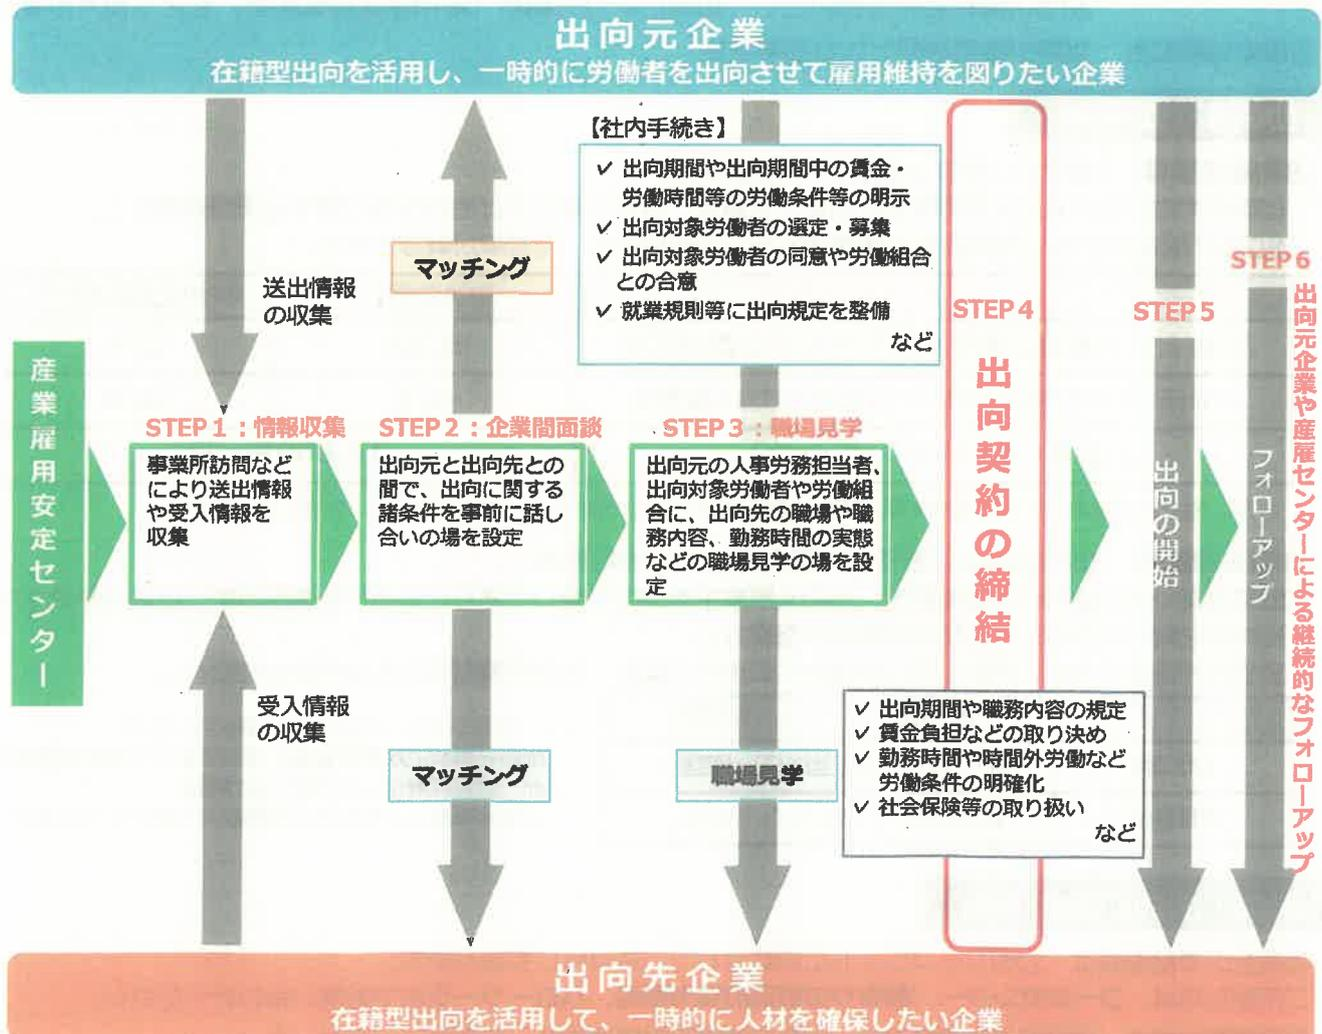 出向元企業
在籍型出向を活用し、一時的に労働者を出向させて雇用維持を図りたい企業
【社内手続き】
✓ 出向期間や出向期間中の賃金・
労働時間等の労働条件等の明示
✓ 出向対象労働者の選定・募集
✓ 出向対象労働者の同意や労働組合
との合意
✓ 就業規則等に出向規定を整備
など
送出情報
の収集
マッチング
産業雇用安定センター
STEP1：情報収集
事業所訪問など
により送出情報
や受入情報を
収集
STEP2：企業間面談
出向元と出向先との
間で、出向に関する
諸条件を事前に話し
合いの場を設定
STEP3：職場見学
出向元の人事労務担当者、
出向対象労働者や労働組
合に、出向先の職場や職
務内容、勤務時間の実態
などの職場見学の場を設
定
STEP4
出向契約の締結
STEP5
出向の開始
STEP6
フォローアップ
出向元企業や産雇センターによる継続的なフォローアップ
受入情報
の収集
マッチング
職場見学
✓ 出向期間や職務内容の規定
✓ 賃金負担などの取り決め
✓ 勤務時間や時間外労働など
労働条件の明確化
✓ 社会保険等の取り扱い
など
出向先企業
在籍型出向を活用して、一時的に人材を確保したい企業